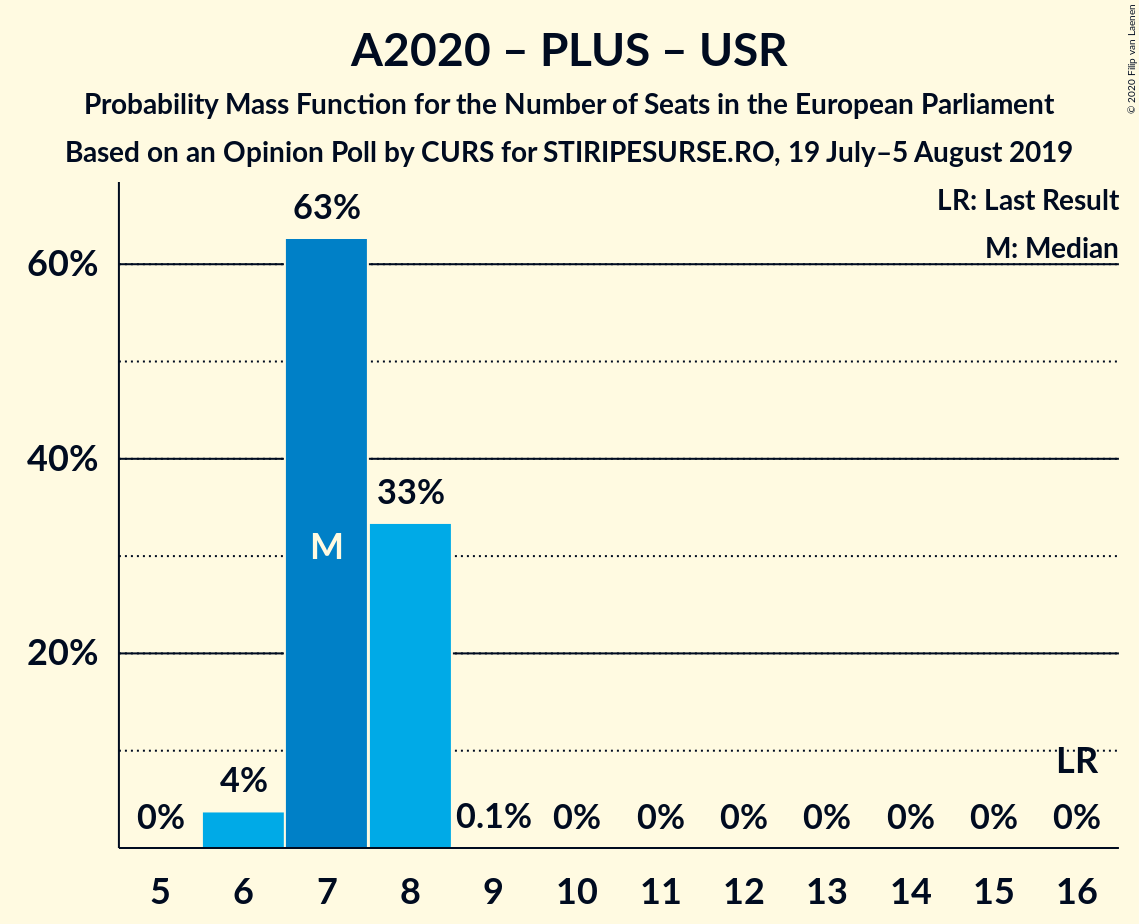 A2020 – PLUS – USR
Probability Mass Function for the Number of Seats in the European Parliament
Based on an Opinion Poll by CURS for STIRIPESURSE.RO, 19 July–5 August 2019
© 2020 Filip van Laenen
LR: Last Result
M: Median
63%
60%
40%
33%
M
20%
LR
4%
0% 0.1% 0% 0% 0% 0% 0% 0% 0%
5 6 7 8 9 10 11 12 13 14 15 16